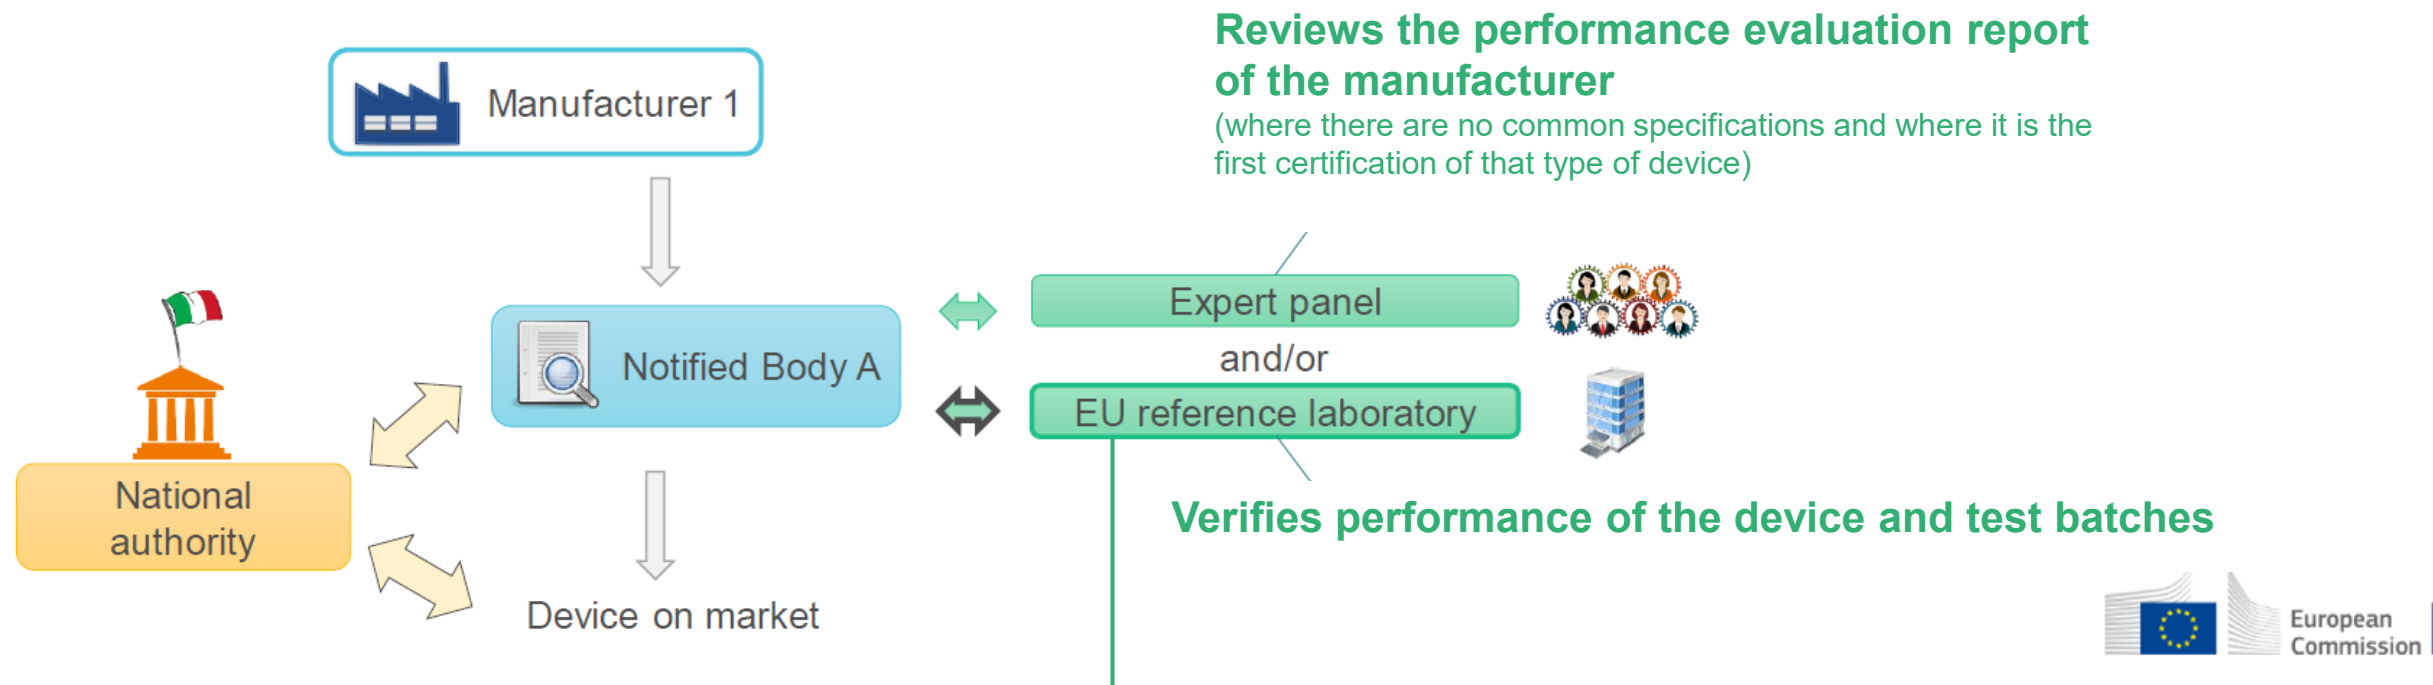 Reviews the performance evaluation report
of the manufacturer
(where there are no common specifications and where it is the
first certification of that type of device)
Manufacturer 1
Expert panel
and/or
EU reference laboratory
Notified Body A
National
authority
Verifies performance of the device and test batches
Device on market
European
Commission